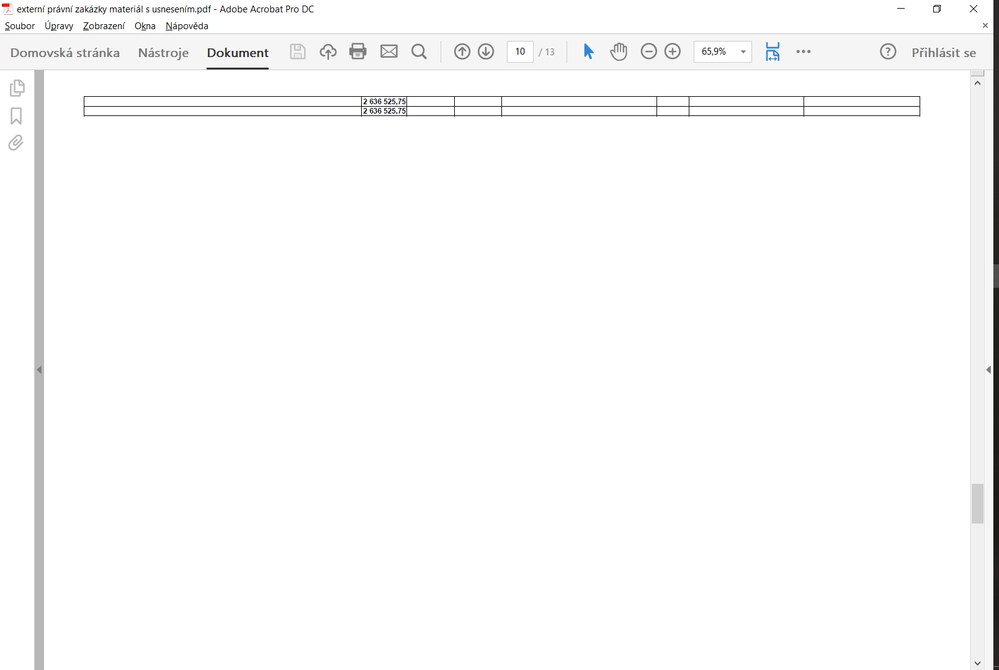 externí právní zakázky materiál s usnesením.pdf - Adobe Acrobat Pro DC
Soubor Úpravy Zobrazení Okna Nápověda
Domovská stránka Nástroje Dokument 10 / 13 65,9% Přihlásit se
2 636 525,75
2 636 525,75